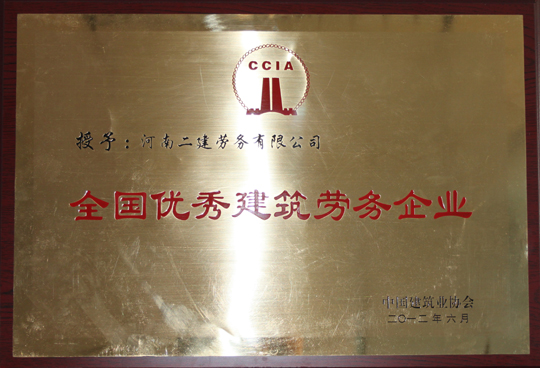 CCIA
授予：河南二建劳务有限公司
全国优秀建筑劳务企业
中国建筑业协会
二〇一二年六月